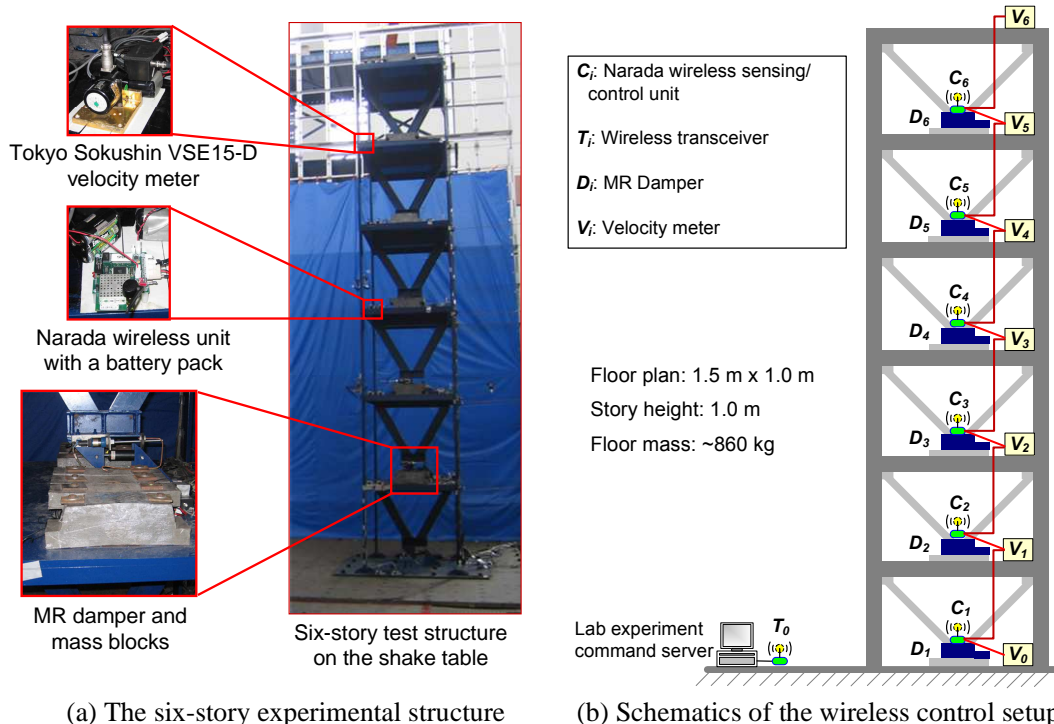 Tokyo Sokushin VSE15-D
velocity meter
Narada wireless unit
with a battery pack
MR damper and
mass blocks
Six-story test structure
on the shake table
(a) The six-story experimental structure
Ci: Narada wireless sensing/
control unit
Ti: Wireless transceiver
Di: MR Damper
Vi: Velocity meter
Floor plan: 1.5 m x 1.0 m
Story height: 1.0 m
Floor mass: ~860 kg
Lab experiment
command server
T0
V6
C6
D6
V5
C5
D5
V4
C4
D4
V3
C3
D3
V2
C2
D2
V1
C1
D1
V0
(b) Schematics of the wireless control setup